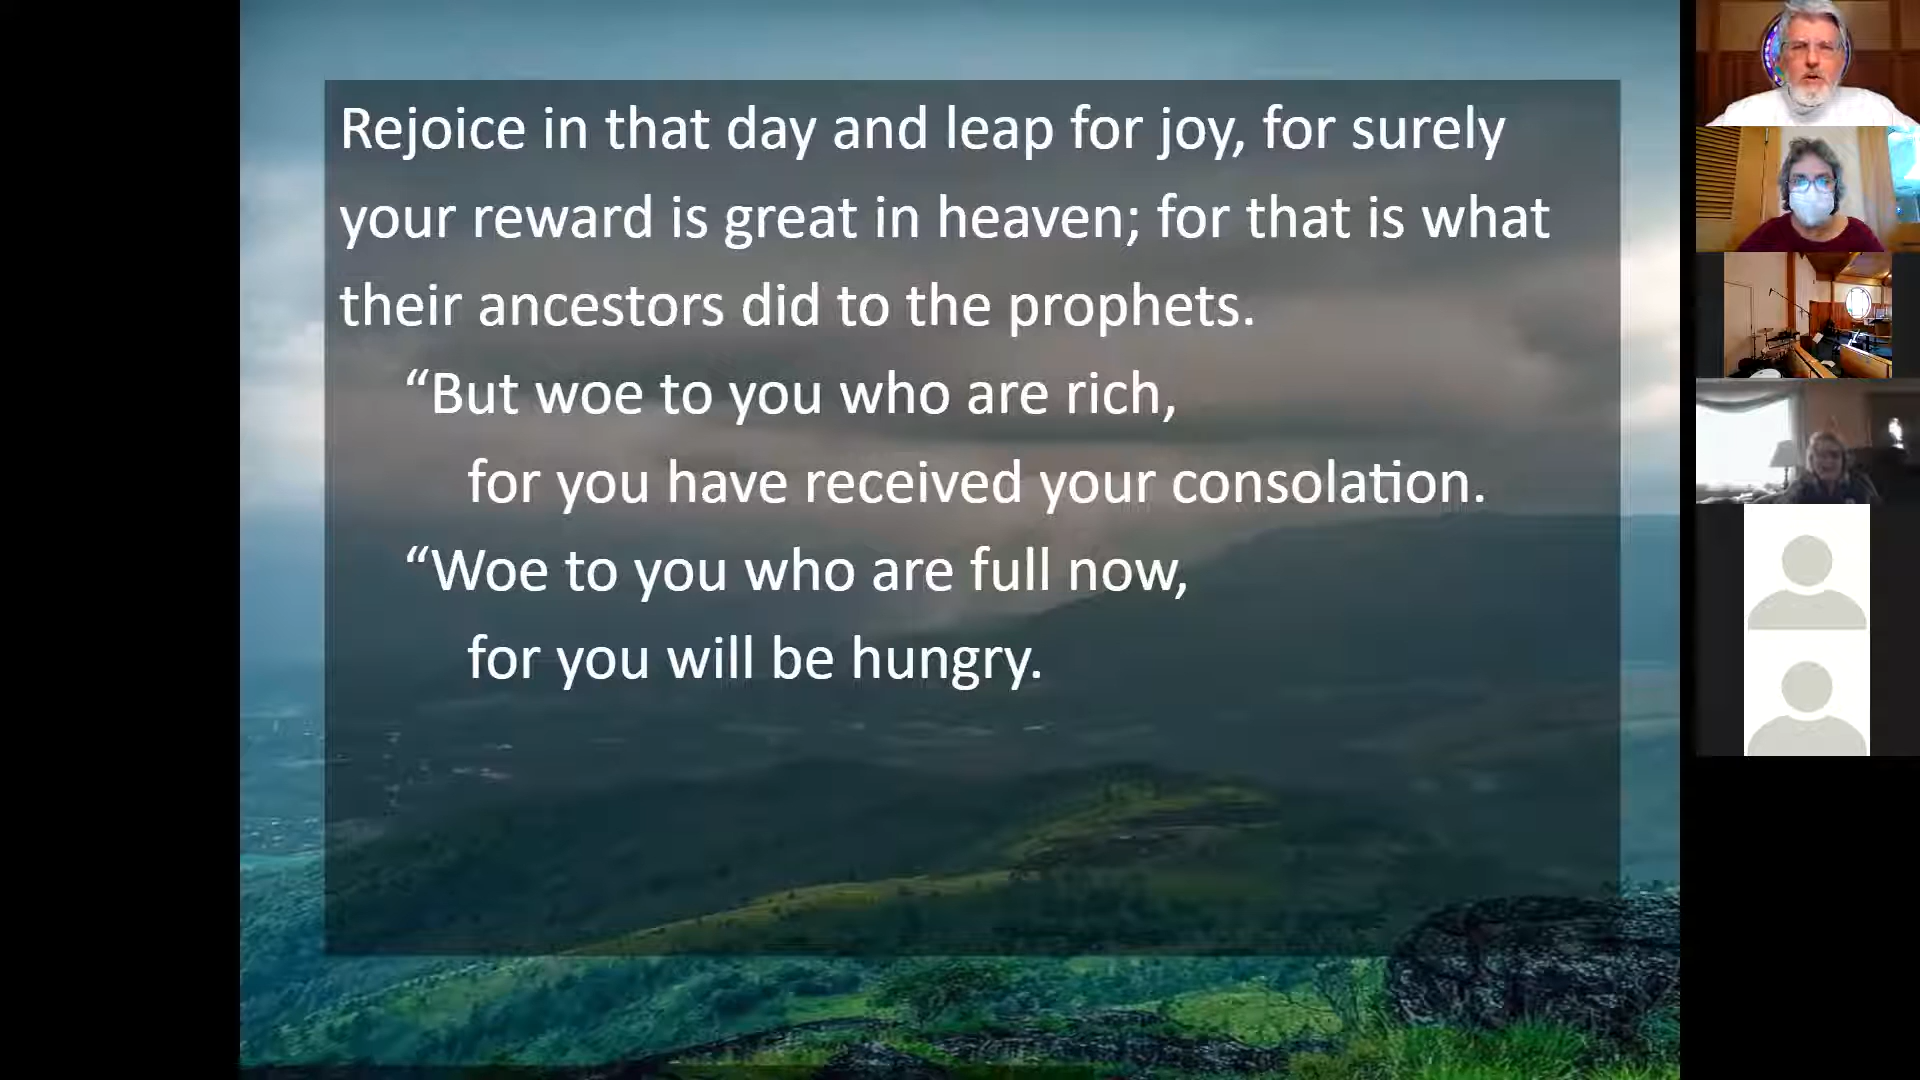 Rejoice in that day and leap for joy, for surely
your reward is great in heaven; for that is what
their ancestors did to the prophets.
“But woe to you who are rich,
for you have received your consolation.
“Woe to you who are full now,
for you will be hungry.